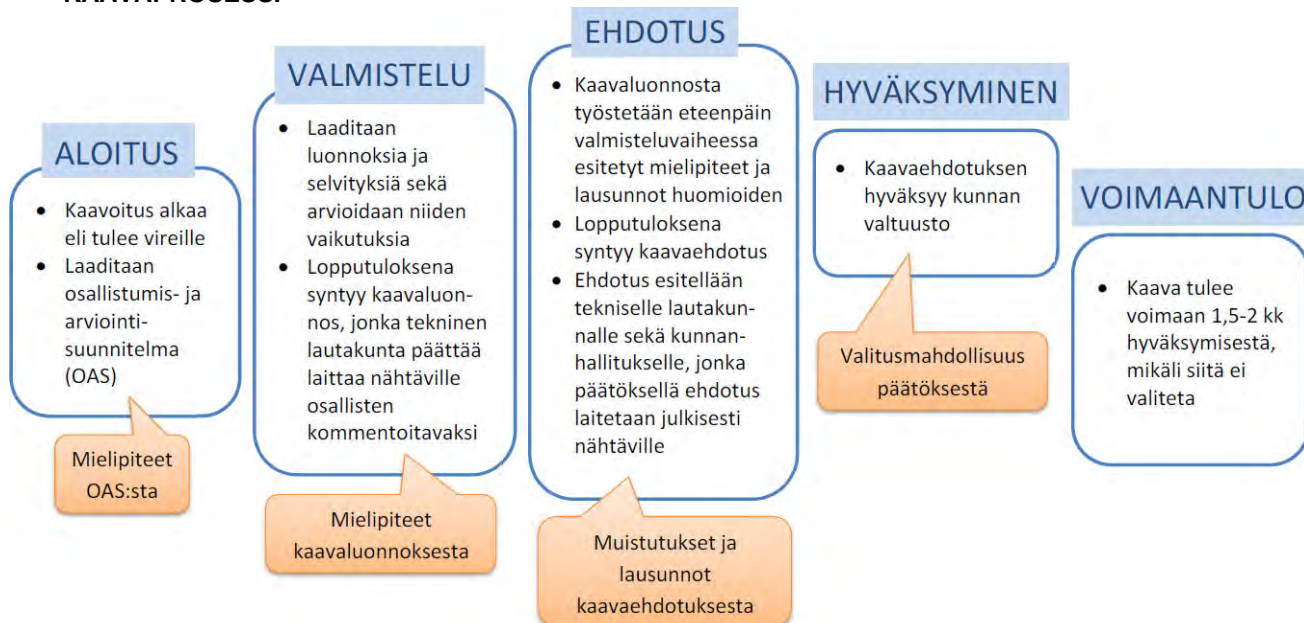 KAAVAPROSESSI
ALOITUS
• Kaavoitus alkaa
eli tulee vireille
• Laaditaan
osallistumis- ja
arviointi-
suunnitelma
(OAS)
Mielipiteet
OAS:sta
VALMISTELU
• Laaditaan
luonnoksia ja
selvityksiä sekä
arvioidaan niiden
vaikutuksia
• Lopputuloksena
syntyy kaavaluon-
nos, jonka tekninen
lautakunta päättää
laittaa nähtäville
osallisten
kommentoitavaksi
Mielipiteet
kaavaluonnoksesta
EHDOTUS
• Kaavaluonnosta
työstetään eteenpäin
valmisteluvaiheessa
esitetyt mielipiteet ja
lausunnot huomioiden
• Lopputuloksena
syntyy kaavaehdotus
• Ehdotus esitellään
tekniselle lautakun-
nalle sekä kunnan-
hallitukselle, jonka
päätöksellä ehdotus
laitetaan julkisesti
nähtäville
Muistutukset ja
lausunnot
kaavaehdotuksesta
HYVÄKSYMINEN
• Kaavaehdotuksen
hyväksyy kunnan
valtuusto
Valitusmahdollisuus
päätöksestä
VOIMAANTULO
• Kaava tulee
voimaan 1,5-2 kk
hyväksymisestä,
mikäli siitä ei
valiteta